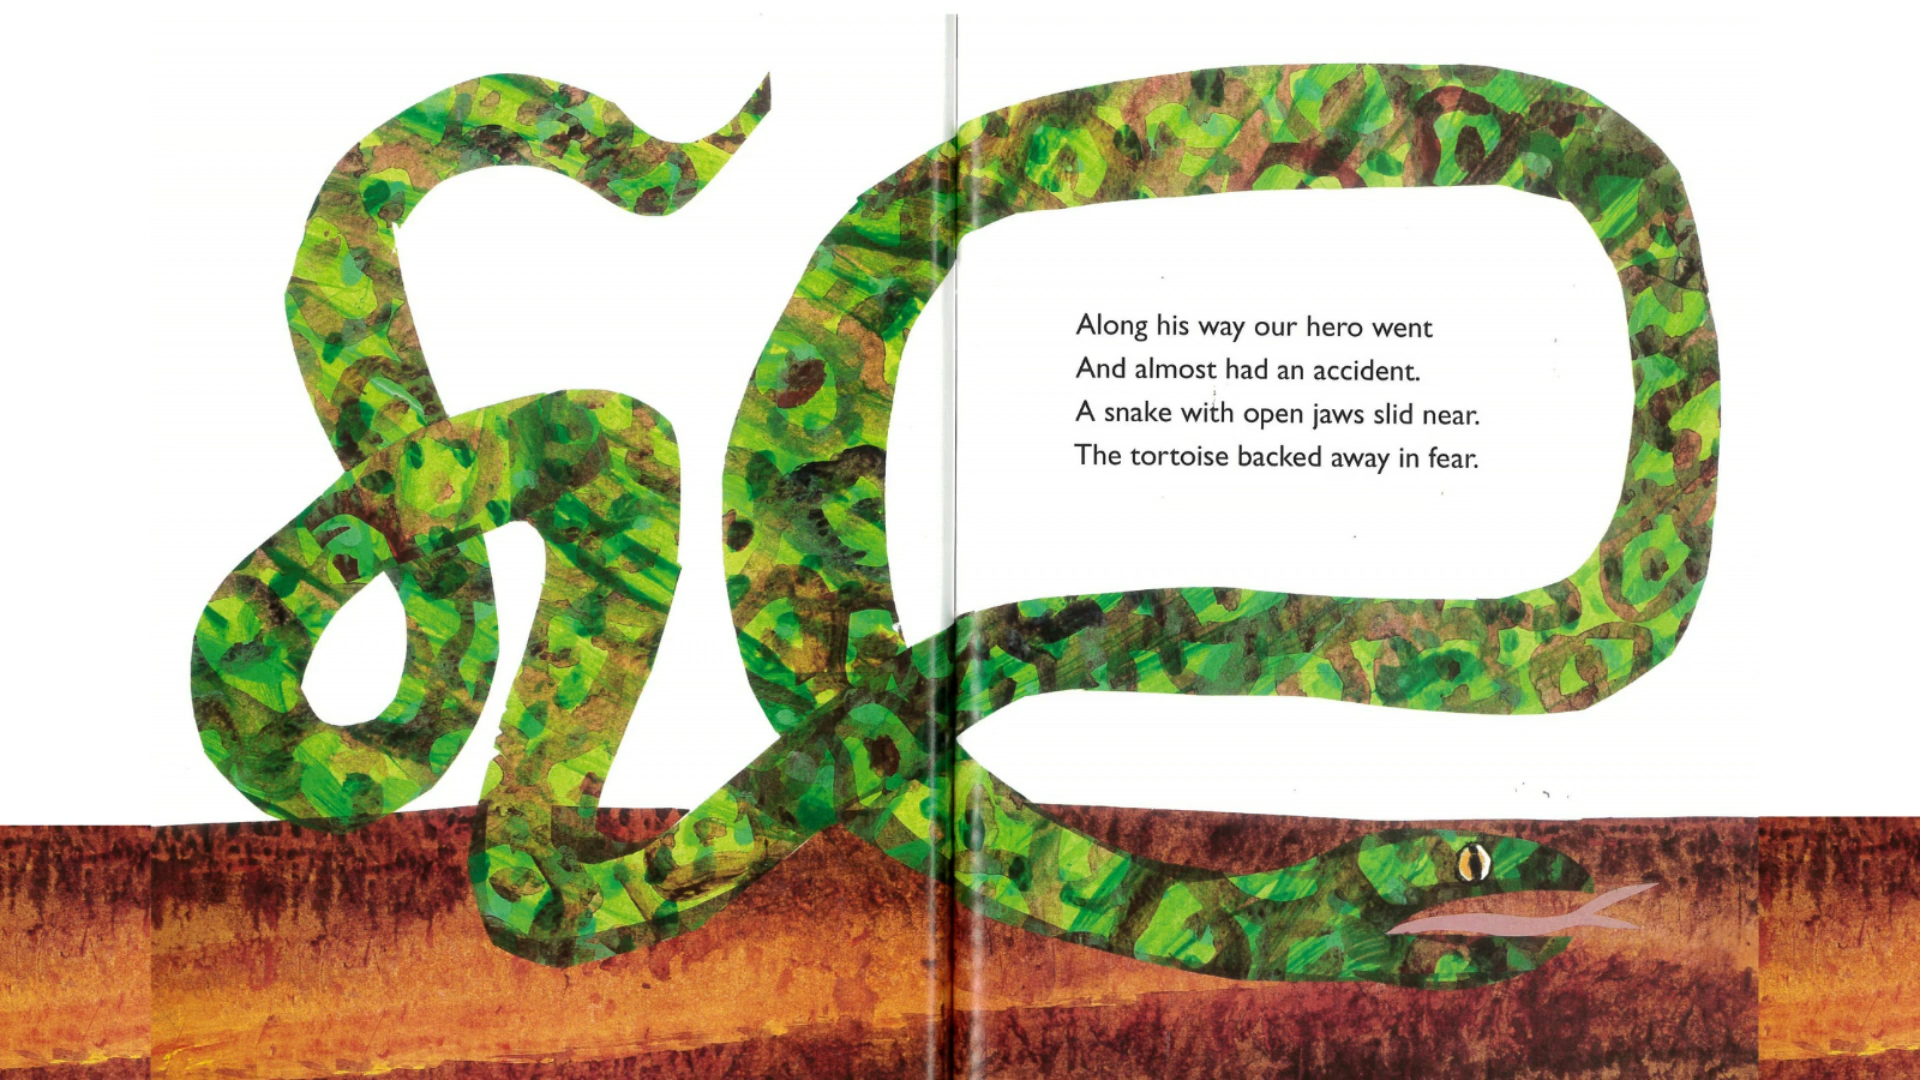 Along his way our hero went
And almost had an accident.
A snake with open jaws slid near.
The tortoise backed away in fear.